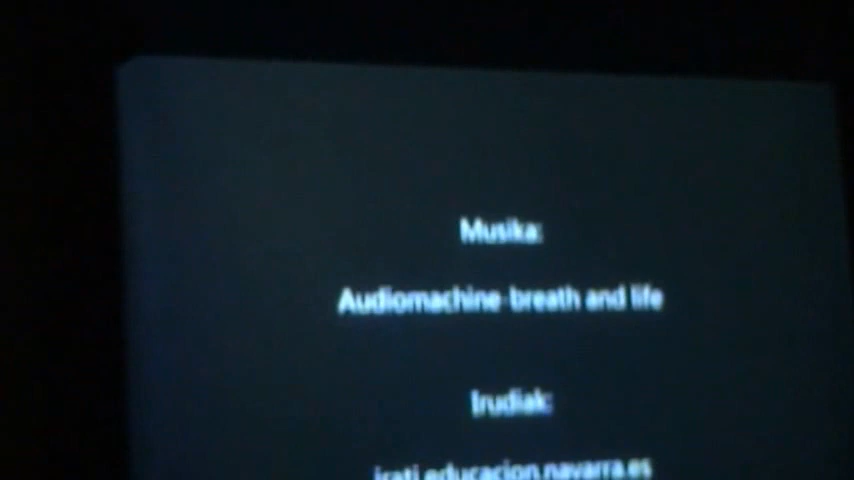 Musika:
Audiomachine-breath and life
Irudiak:
irati.educacion.navarra.es